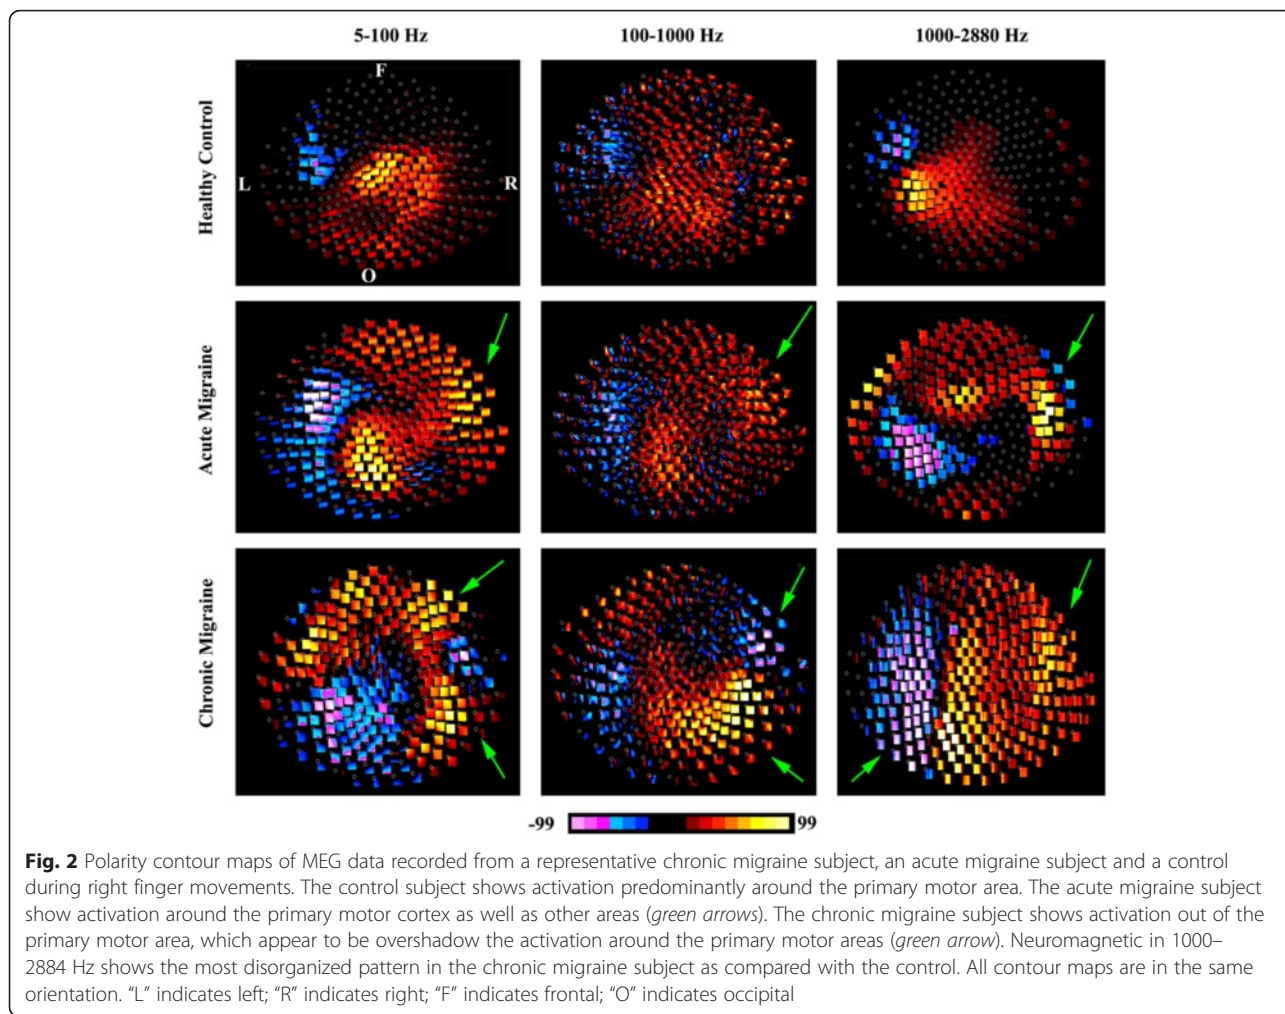 5-100 Hz 100-1000 Hz 1000-2880 Hz
Healthy Control
F
L
R
O
Acute Migraine
Chronic Migraine
-99 99
Fig. 2 Polarity contour maps of MEG data recorded from a representative chronic migraine subject, an acute migraine subject and a control
during right finger movements. The control subject shows activation predominantly around the primary motor area. The acute migraine subject
show activation around the primary motor cortex as well as other areas (green arrows). The chronic migraine subject shows activation out of the
primary motor area, which appear to be overshadow the activation around the primary motor areas (green arrow). Neuromagnetic in 1000–
2884 Hz shows the most disorganized pattern in the chronic migraine subject as compared with the control. All contour maps are in the same
orientation. “L” indicates left; “R” indicates right; “F” indicates frontal; “O” indicates occipital